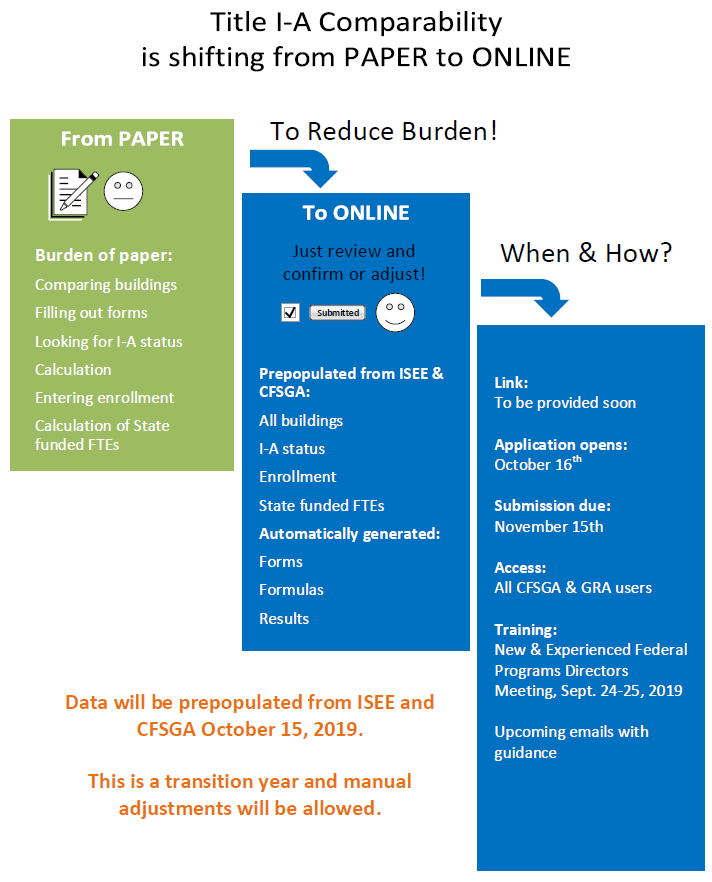 Title I-A Comparability
is shifting from PAPER to ONLINE
From PAPER
Burden of paper:
Comparing buildings
Filling out forms
Looking for I-A status
Calculation
Entering enrollment
Calculation of State
funded FTEs
To Reduce Burden!
To ONLINE
Just review and
confirm or adjust!
Submitted
Prepopulated from ISEE &
CFSGA:
All buildings
I-A status
Enrollment
State funded FTEs
Automatically generated:
Forms
Formulas
Results
When & How?
Link:
To be provided soon
Application opens:
October 16th
Submission due:
November 15th
Access:
All CFSGA & GRA users
Training:
New & Experienced Federal
Programs Directors
Meeting, Sept. 24-25, 2019
Upcoming emails with
guidance
Data will be prepopulated from ISEE and
CFSGA October 15, 2019.
This is a transition year and manual
adjustments will be allowed.